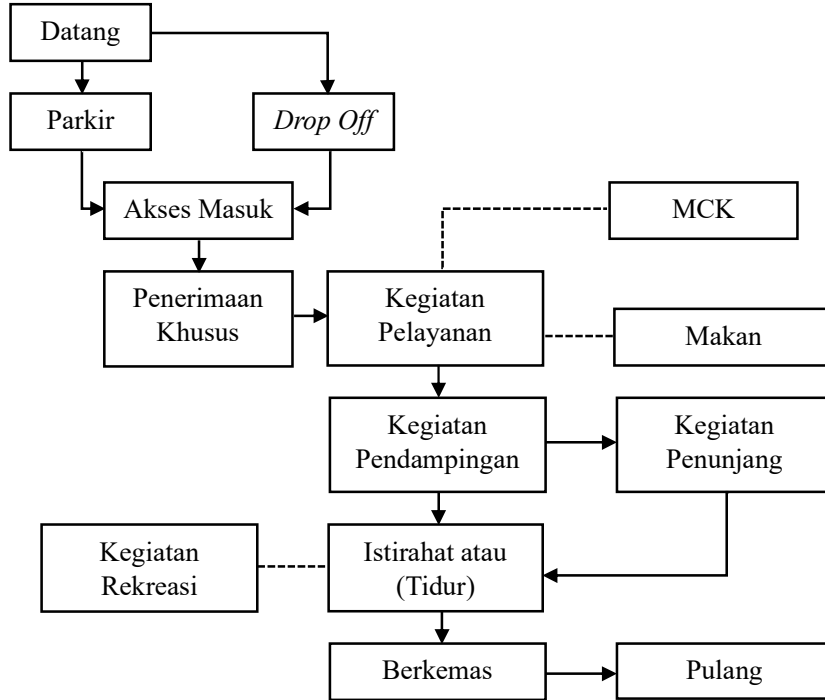 Datang
Parkir
Drop Off
Akses Masuk
MCK
Penerimaan
Khusus
Kegiatan
Pelayanan
Makan
Kegiatan
Pendampingan
Kegiatan
Penunjang
Kegiatan
Rekreasi
Istirahat atau
(Tidur)
Berkemas
Pulang